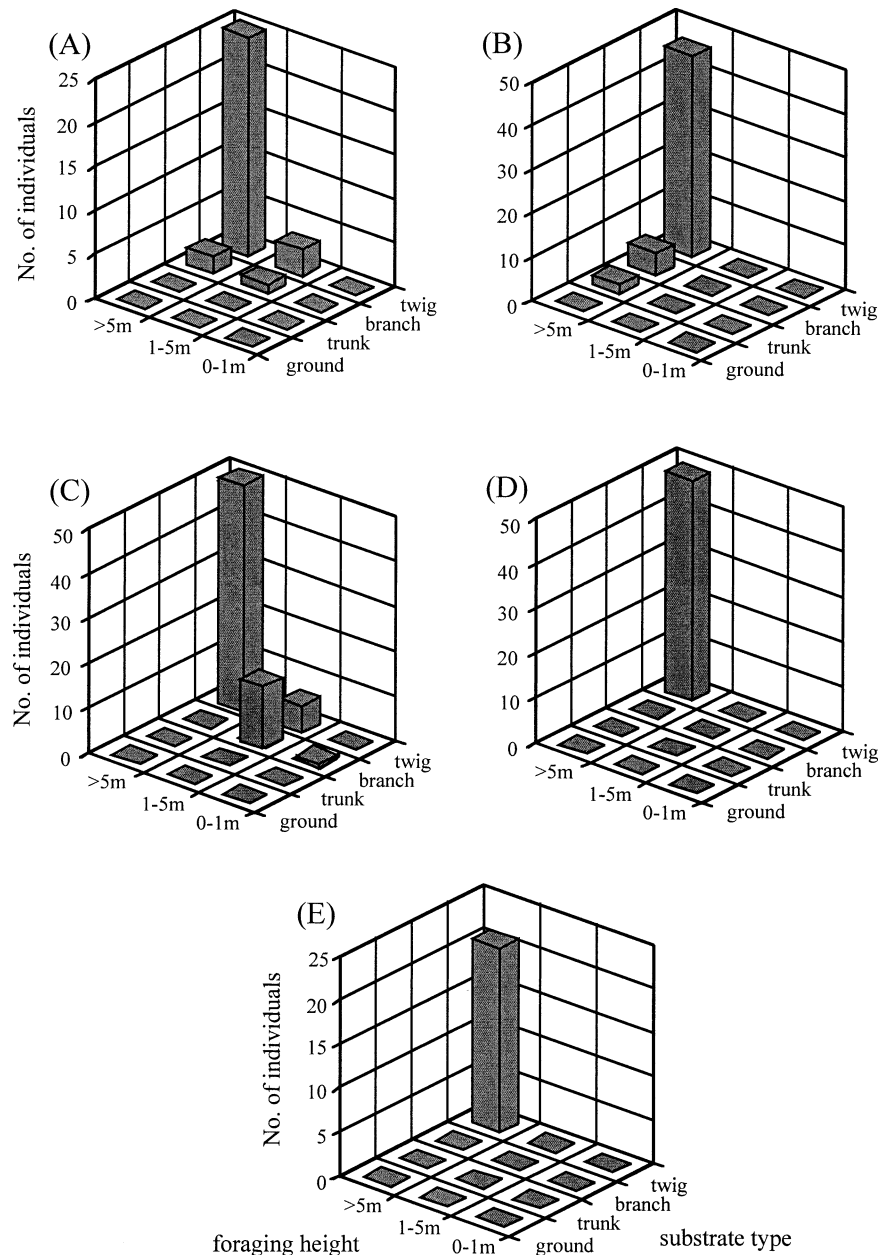 (A)
No. of individuals
25
20
15
10
5
0
>5m
1-5m
0-1m
ground
trunk
branch
twig
(B)
50
40
30
20
10
0
>5m
1-5m
0-1m
ground
trunk
branch
twig
(C)
No. of individuals
50
40
30
20
10
0
>5m
1-5m
0-1m
ground
trunk
branch
twig
(D)
50
40
30
20
10
0
>5m
1-5m
0-1m
ground
trunk
branch
twig
(E)
No. of individuals
25
20
15
10
5
0
>5m
1-5m
0-1m
ground
trunk
branch
twig
foraging height
substrate type